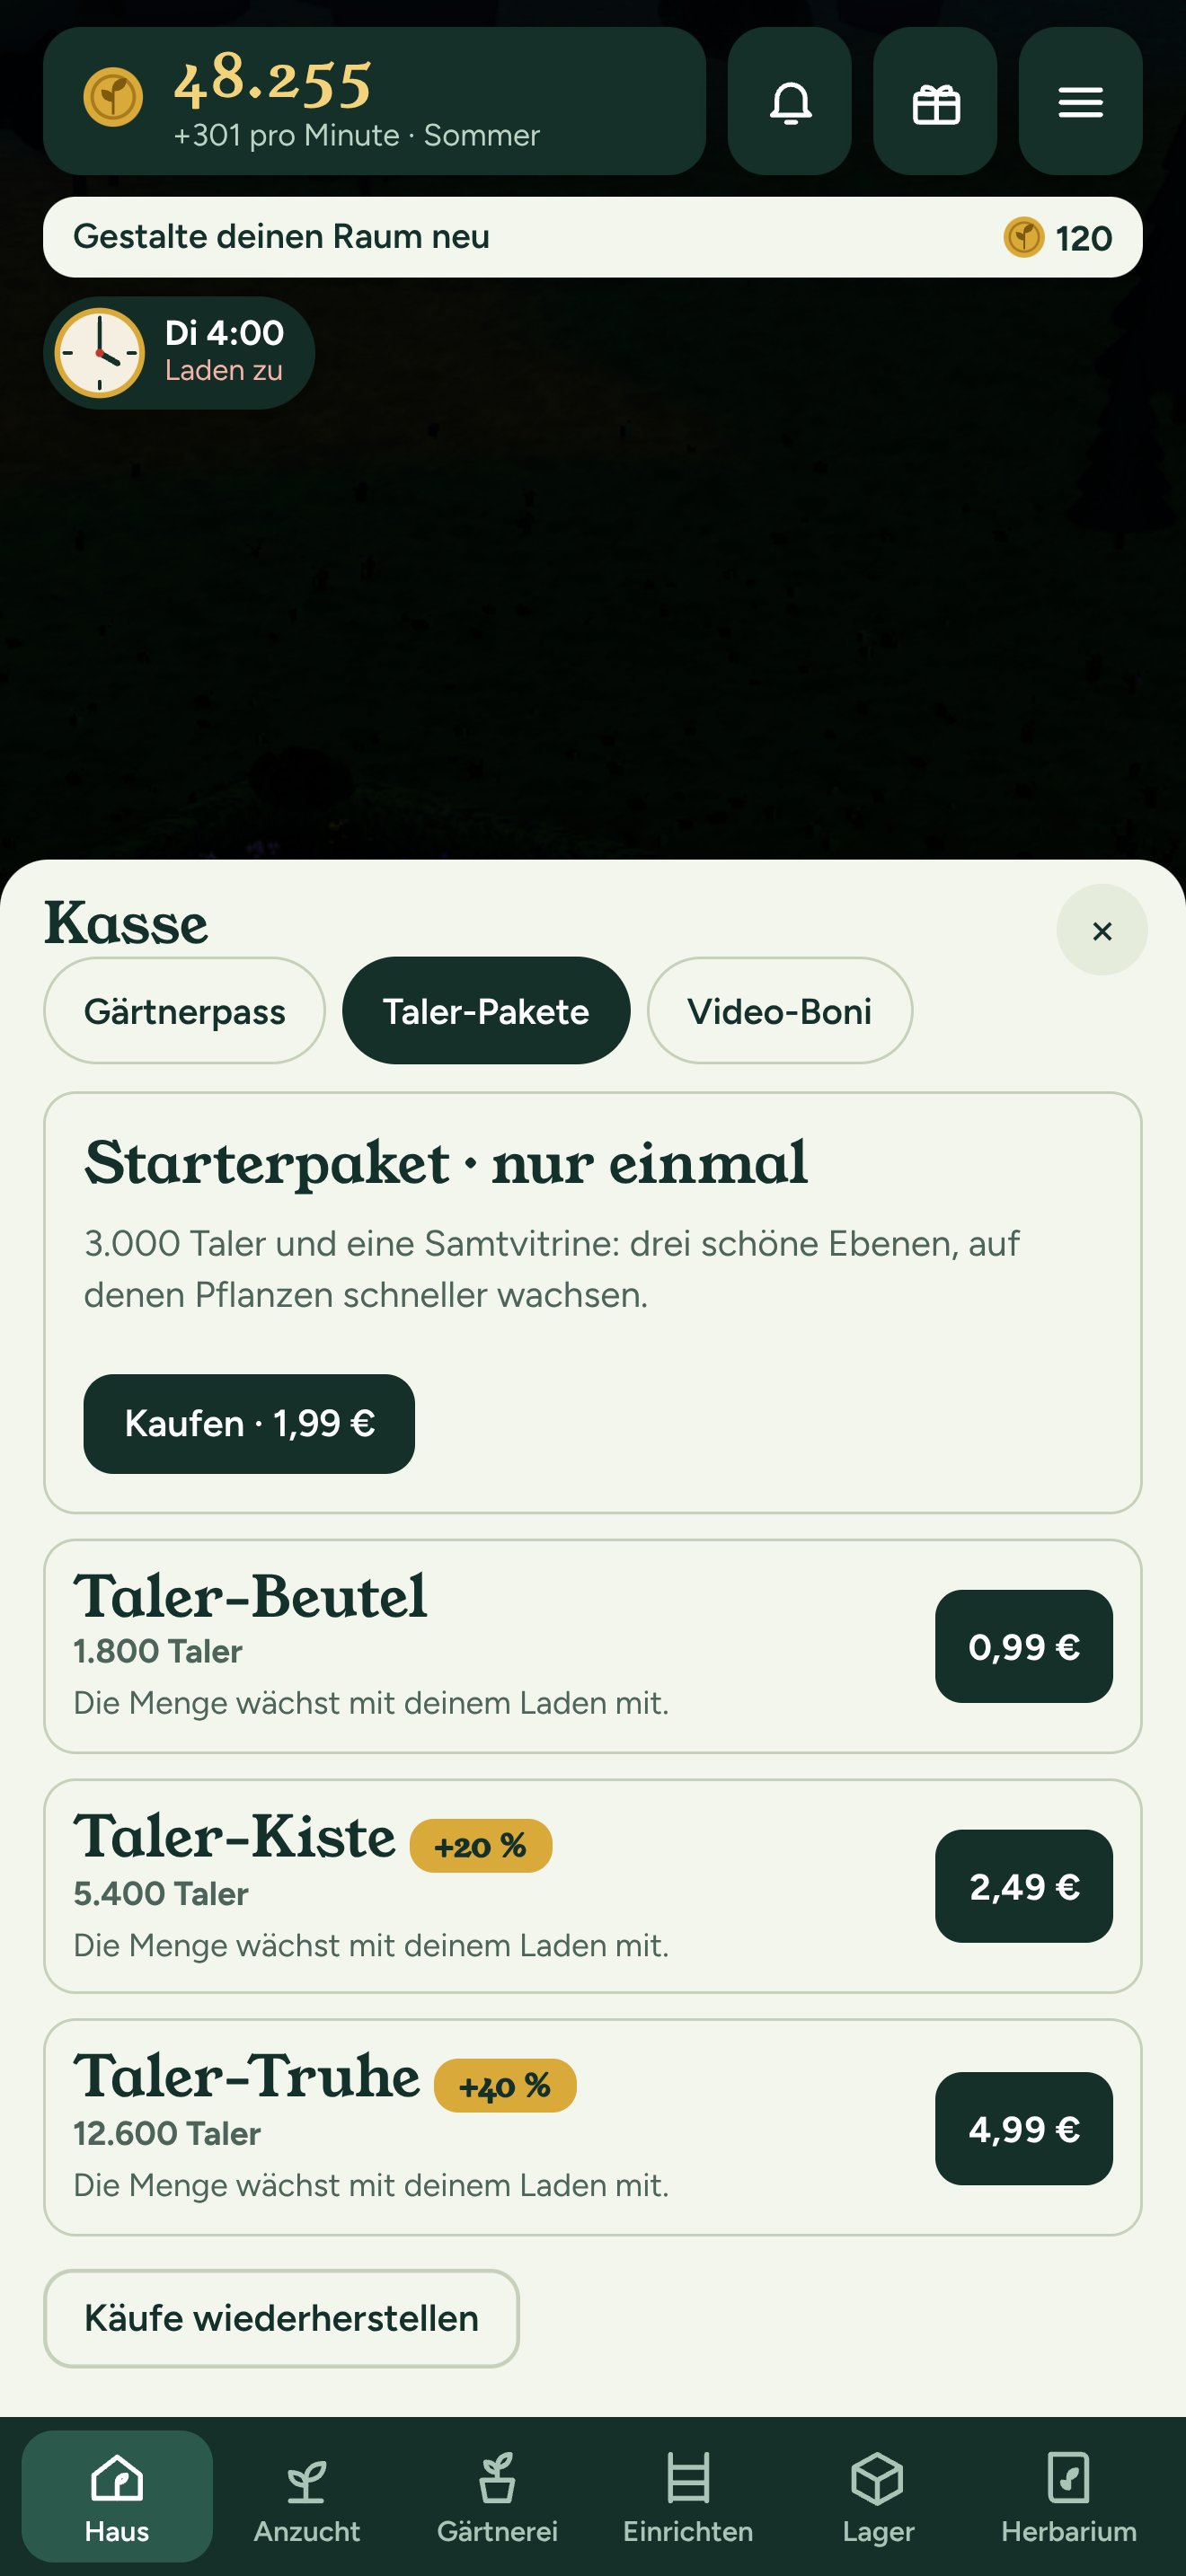 48.255
+301 pro Minute · Sommer
Gestalte deinen Raum neu
120
Di 4:00
Laden zu
Kasse
×
Gärtnerpass
Taler-Pakete
Video-Boni
Starterpaket · nur einmal
3.000 Taler und eine Samtvitrine: drei schöne Ebenen, auf
denen Pflanzen schneller wachsen.
Kaufen · 1,99 €
Taler-Beutel
1.800 Taler
Die Menge wächst mit deinem Laden mit.
0,99 €
Taler-Kiste +20 %
5.400 Taler
Die Menge wächst mit deinem Laden mit.
2,49 €
Taler-Truhe +40 %
12.600 Taler
Die Menge wächst mit deinem Laden mit.
4,99 €
Käufe wiederherstellen
Haus
Anzucht
Gärtnerei
Einrichten
Lager
Herbarium